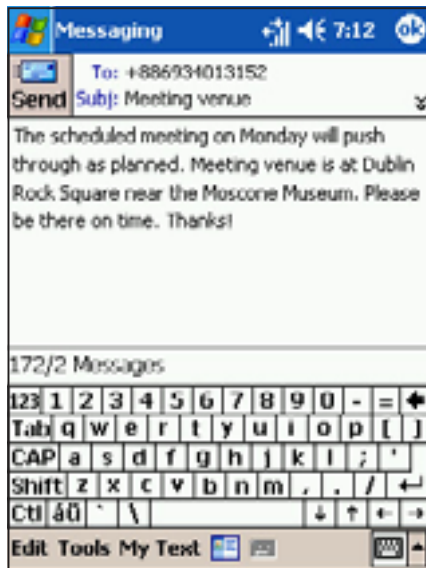 Messaging 7:12 ok
To: +886934013152
Send Subj: Meeting venue
The scheduled meeting on Monday will push
through as planned. Meeting venue is at Dublin
Rock Square near the Moscone Museum. Please
be there on time. Thanks!
172/2 Messages
123 1 2 3 4 5 6 7 8 9 0 - =
Tab q w e r t y u i o p [ ]
CAP a s d f g h j k l ; '
Shift z x c v b n m , . /
Ctl áü ` \
Edit Tools My Text